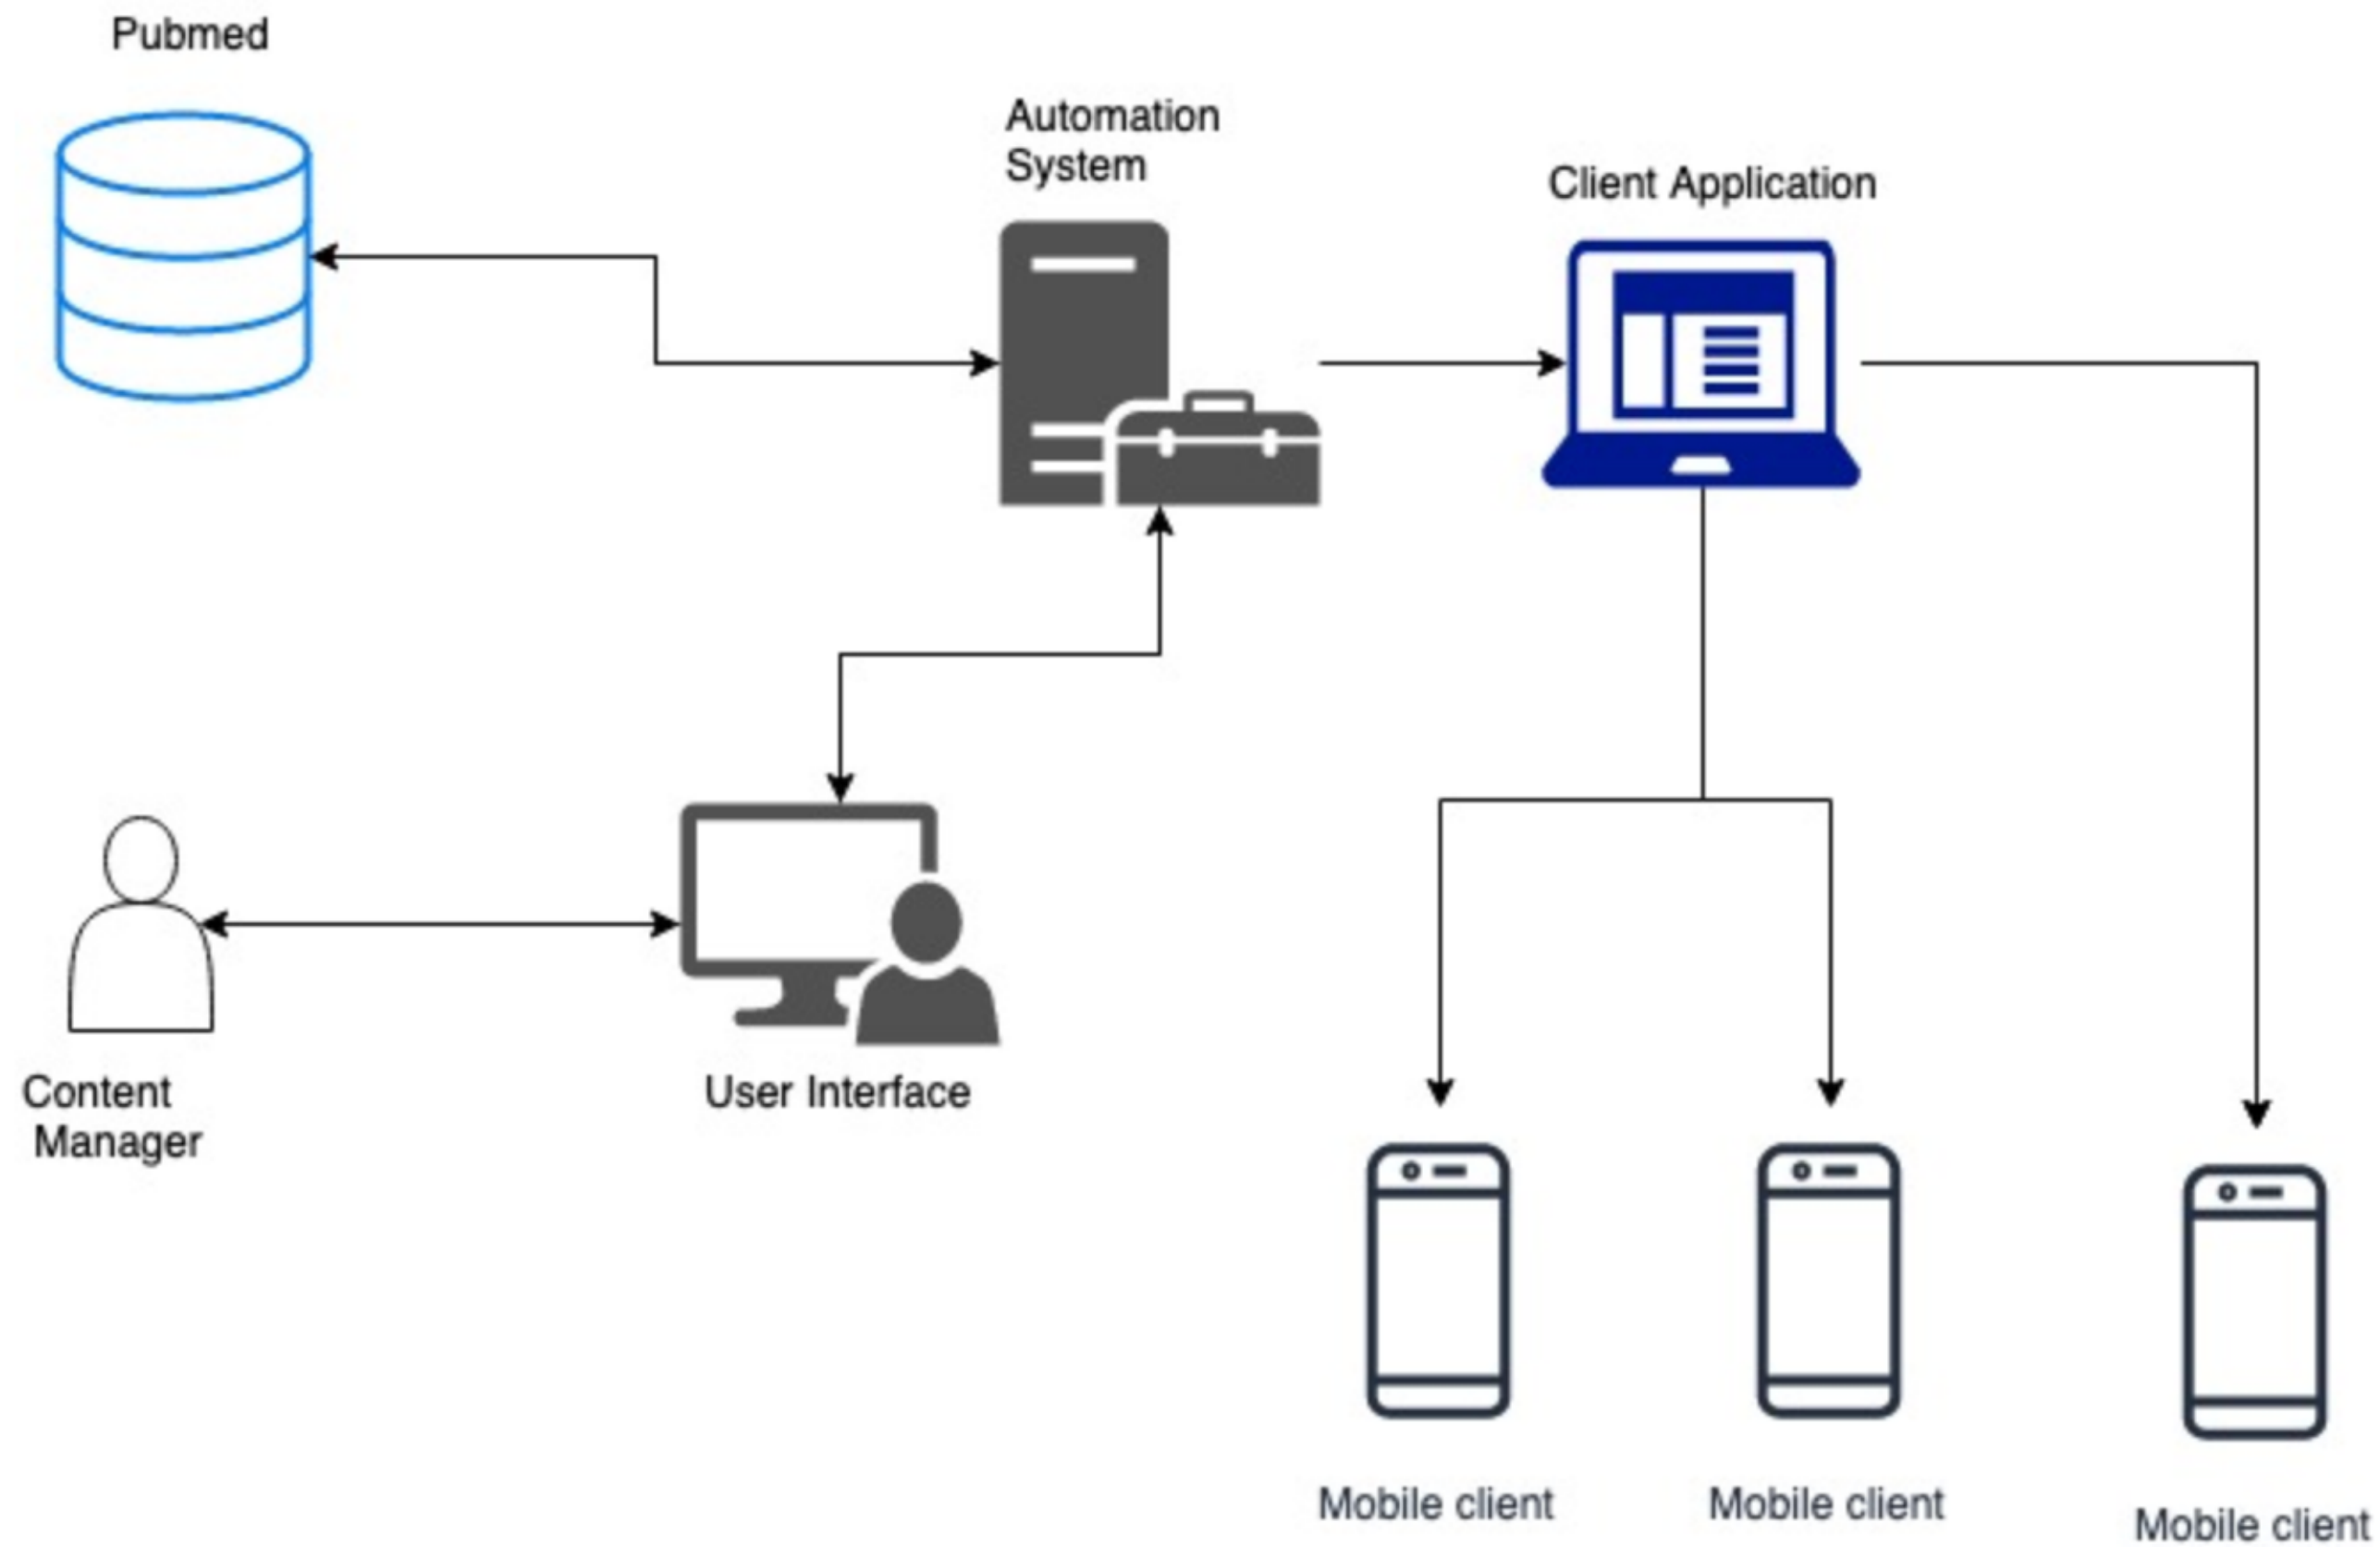 Pubmed
Automation
System
Client Application
Content
Manager
User Interface
Mobile client
Mobile client
Mobile client